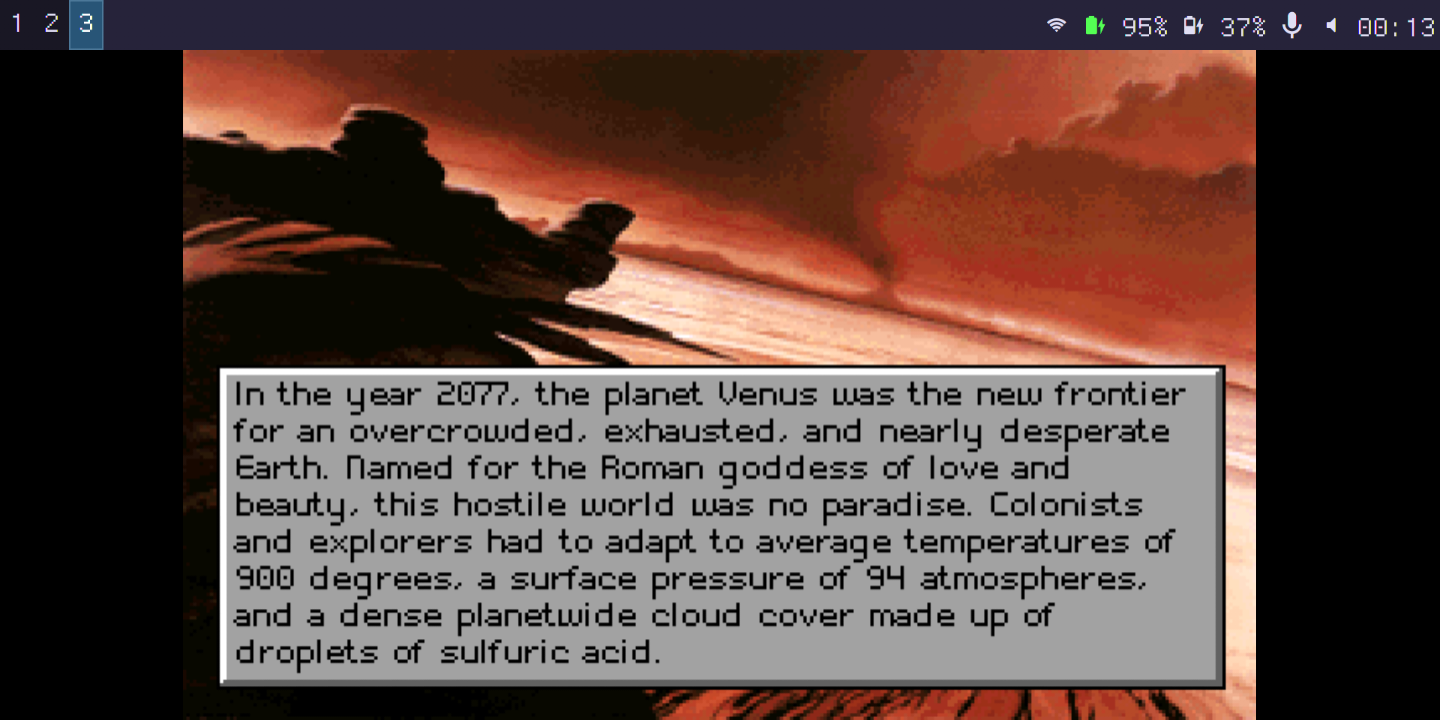 1 2 3 95% 37% 00:13
In the year 2077, the planet Venus was the new frontier
for an overcrowded, exhausted, and nearly desperate
Earth. Named for the Roman goddess of love and
beauty, this hostile world was no paradise. Colonists
and explorers had to adapt to average temperatures of
900 degrees, a surface pressure of 94 atmospheres,
and a dense planetwide cloud cover made up of
droplets of sulfuric acid.